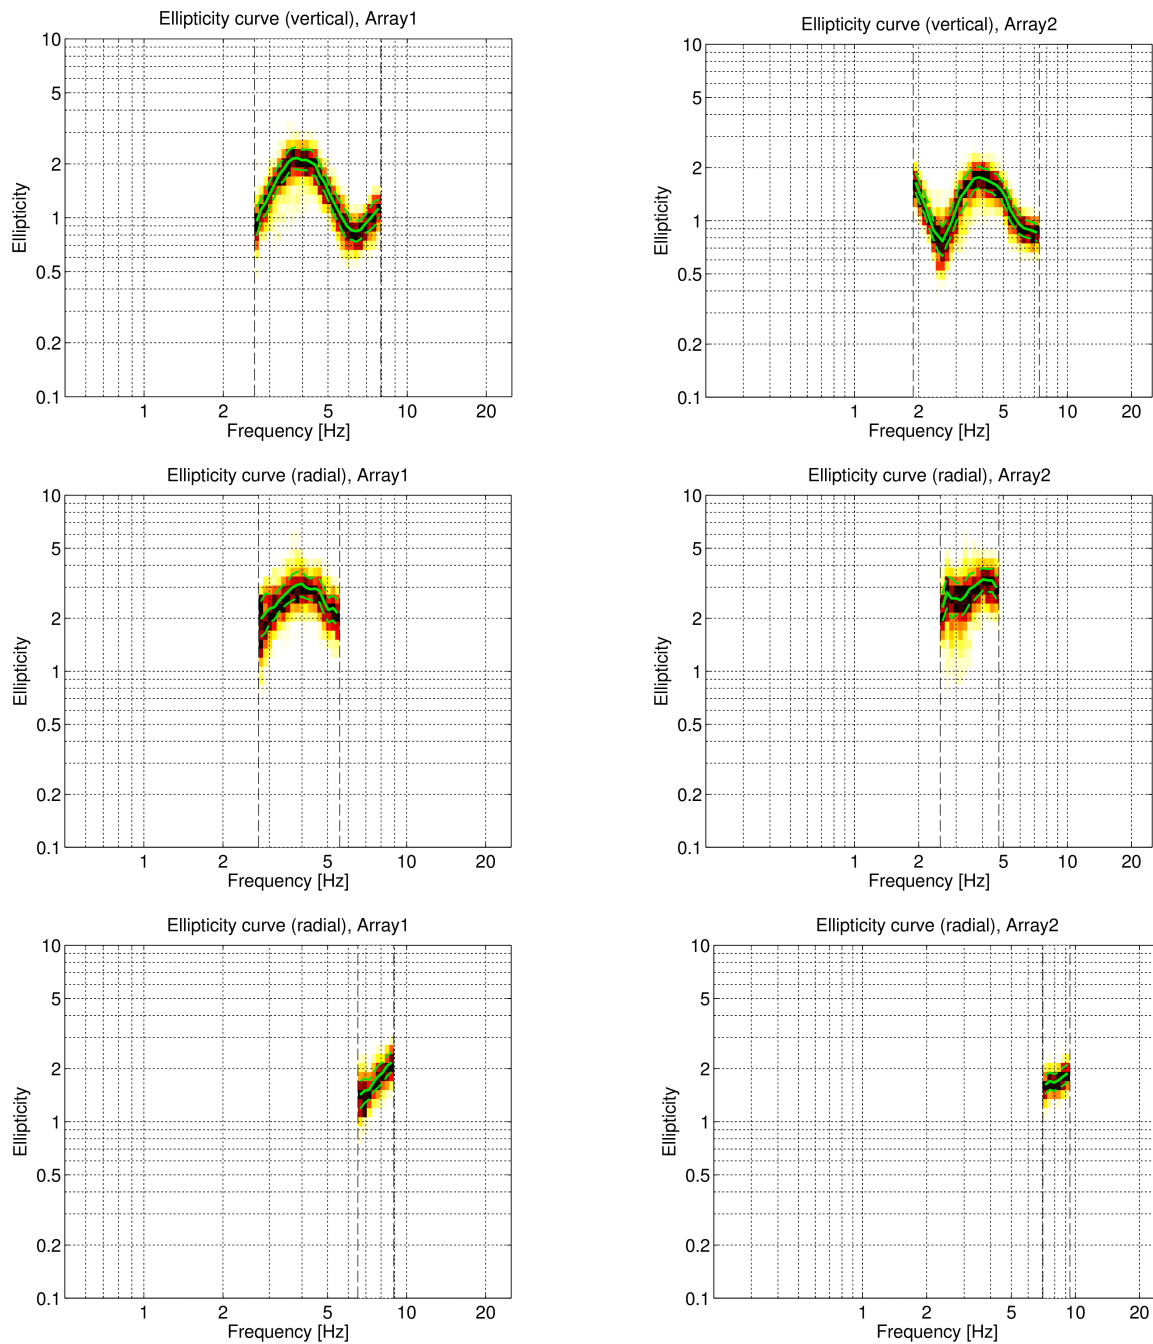 Ellipticity curve (vertical), Array1
10
5
2
1
0.5
0.2
0.1
Ellipticity
1 2 5 10 20
Frequency [Hz]
Ellipticity curve (vertical), Array2
10
5
2
1
0.5
0.2
0.1
Ellipticity
1 2 5 10 20
Frequency [Hz]
Ellipticity curve (radial), Array1
10
5
2
1
0.5
0.2
0.1
Ellipticity
1 2 5 10 20
Frequency [Hz]
Ellipticity curve (radial), Array2
10
5
2
1
0.5
0.2
0.1
Ellipticity
1 2 5 10 20
Frequency [Hz]
Ellipticity curve (radial), Array1
10
5
2
1
0.5
0.2
0.1
Ellipticity
1 2 5 10 20
Frequency [Hz]
Ellipticity curve (radial), Array2
10
5
2
1
0.5
0.2
0.1
Ellipticity
1 2 5 10 20
Frequency [Hz]